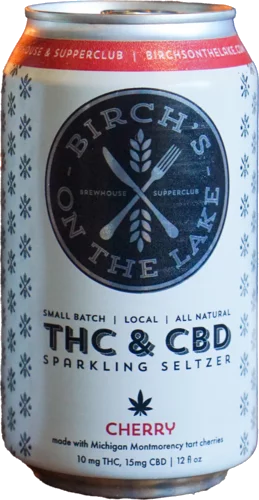 HOUSE & SUPPERCLUB | BIRCHSONTHELAKE.COM
BIRCH'S
BREWHOUSE SUPPERCLUB
ON THE LAKE
SMALL BATCH | LOCAL | ALL NATURAL
THC & CBD
SPARKLING SELTZER
CHERRY
made with Michigan Montmorency tart cherries
10 mg THC, 15mg CBD | 12 fl oz